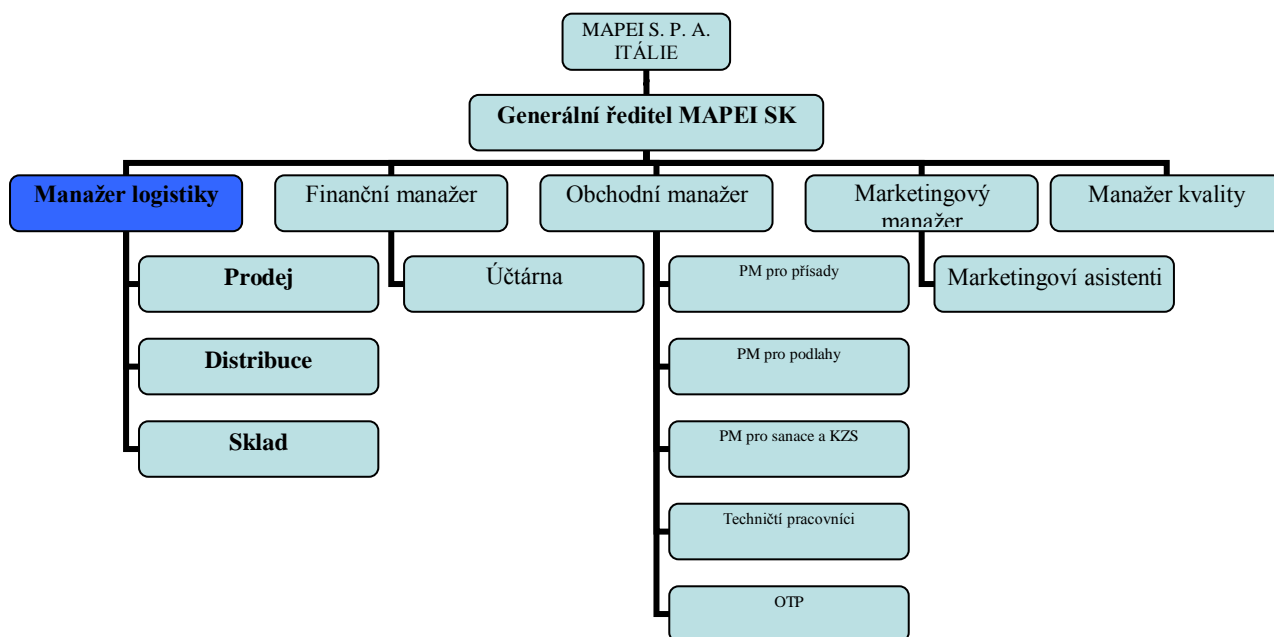 MAPEI S. P. A.
ITÁLIE
Generální ředitel MAPEI SK
Manažer logistiky
Finanční manažer
Obchodní manažer
Marketingový
manažer
Manažer kvality
Prodej
Účtárna
PM pro přísady
Marketingoví asistenti
Distribuce
PM pro podlahy
Sklad
PM pro sanace a KZS
Techničtí pracovníci
OTP